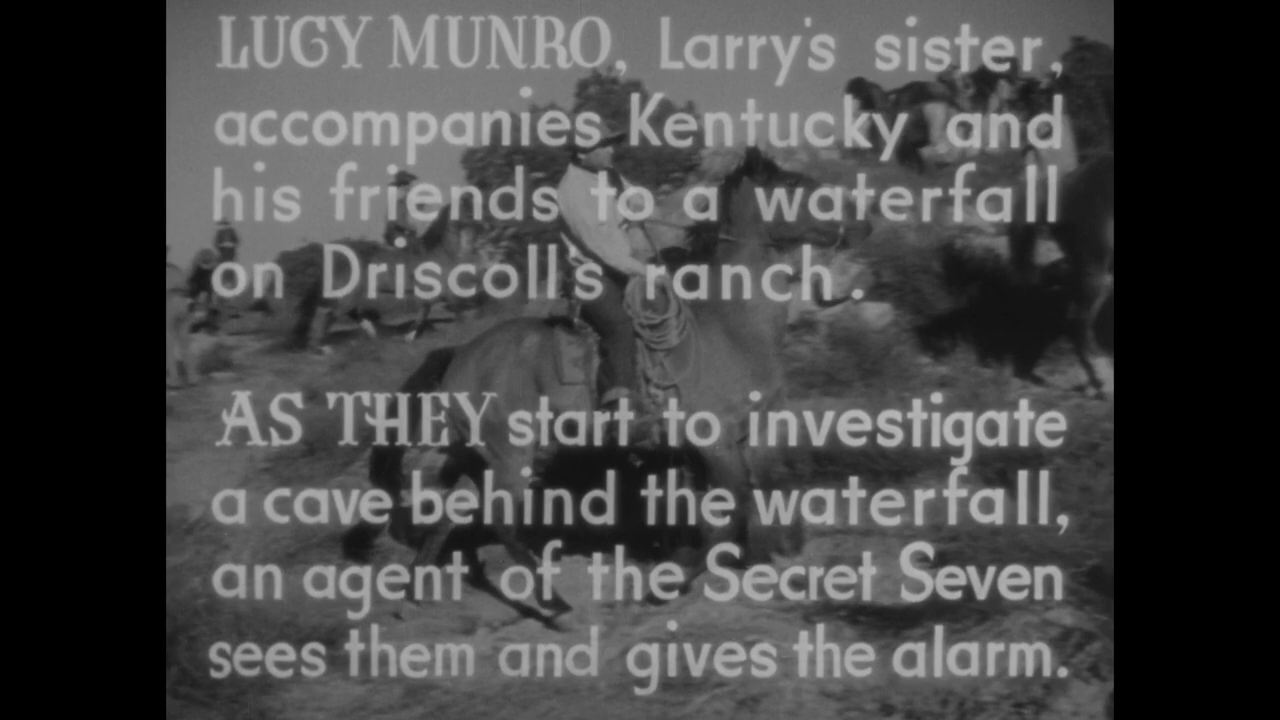 LUCY MUNRO, Larry's sister,
accompanies Kentucky and
his friends to a waterfall
on Driscoll's ranch.
AS THEY start to investigate
a cave behind the waterfall,
an agent of the Secret Seven
sees them and gives the alarm.